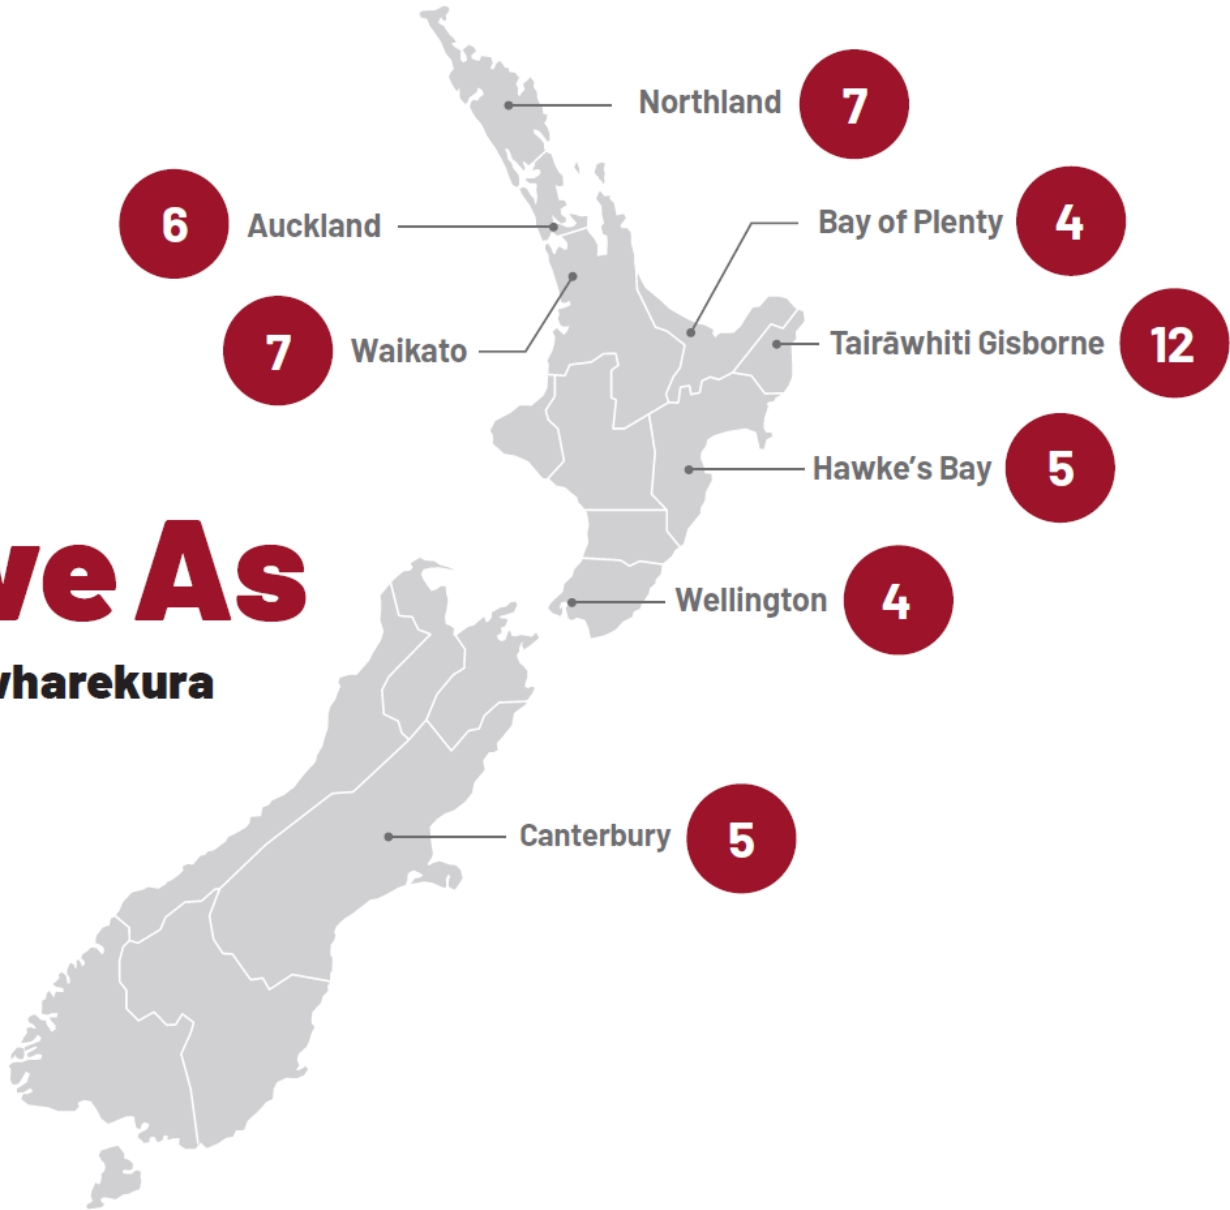 Northland 7
6 Auckland
Bay of Plenty 4
7 Waikato
Tairāwhiti Gisborne 12
Hawke's Bay 5
ve As
Wellington 4
wharekura
Canterbury 5